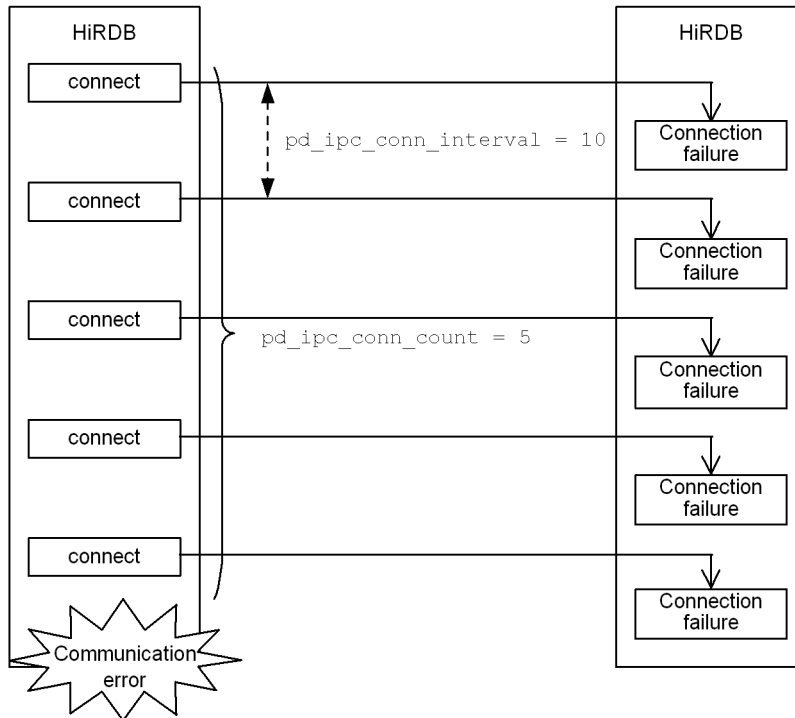 HiRDB
HiRDB
connect
Connection
failure
pd_ipc_conn_interval = 10
connect
Connection
failure
connect
pd_ipc_conn_count = 5
Connection
failure
connect
Connection
failure
connect
Connection
failure
Communication
error